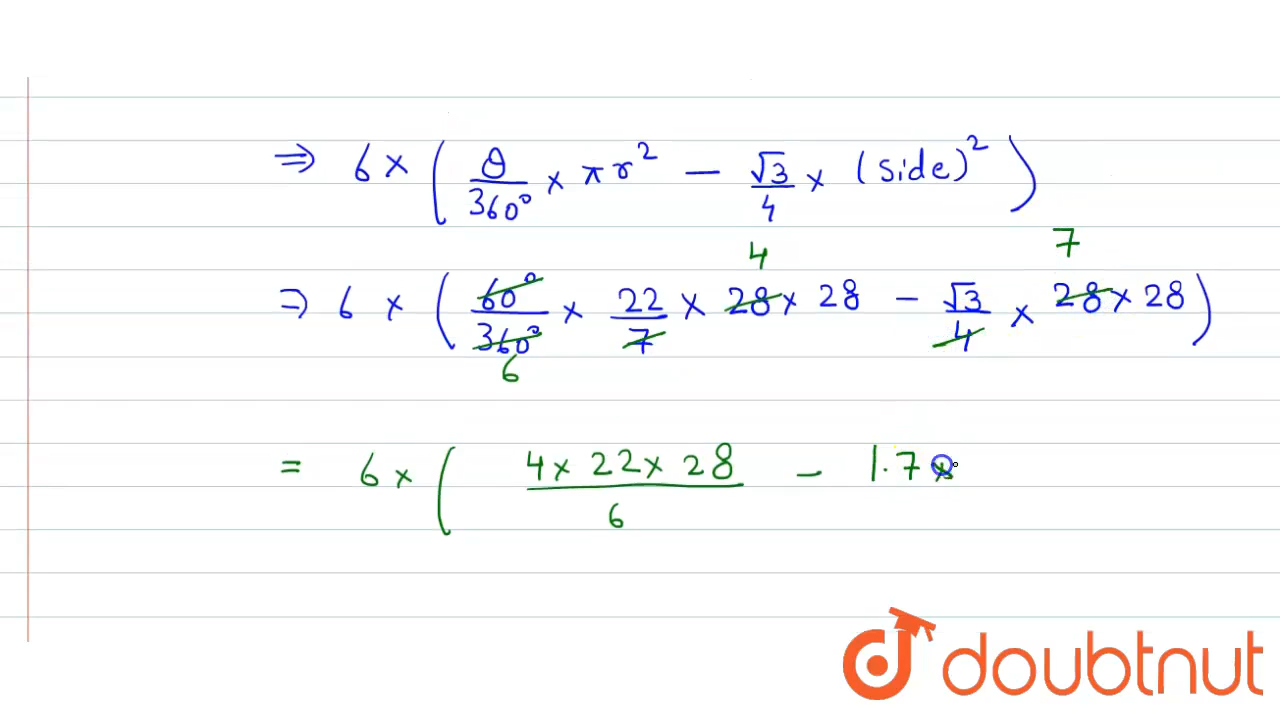 ⇒ 6 × ( θ/360° × πr² − √3/4 × (side)² )
4 7
⇒ 6 × ( 60°/360° × 22/7 × 28 × 28 − √3/4 × 28 × 28 )
6
= 6 × ( 4 × 22 × 28 / 6 − 1.7 ×
doubtnut